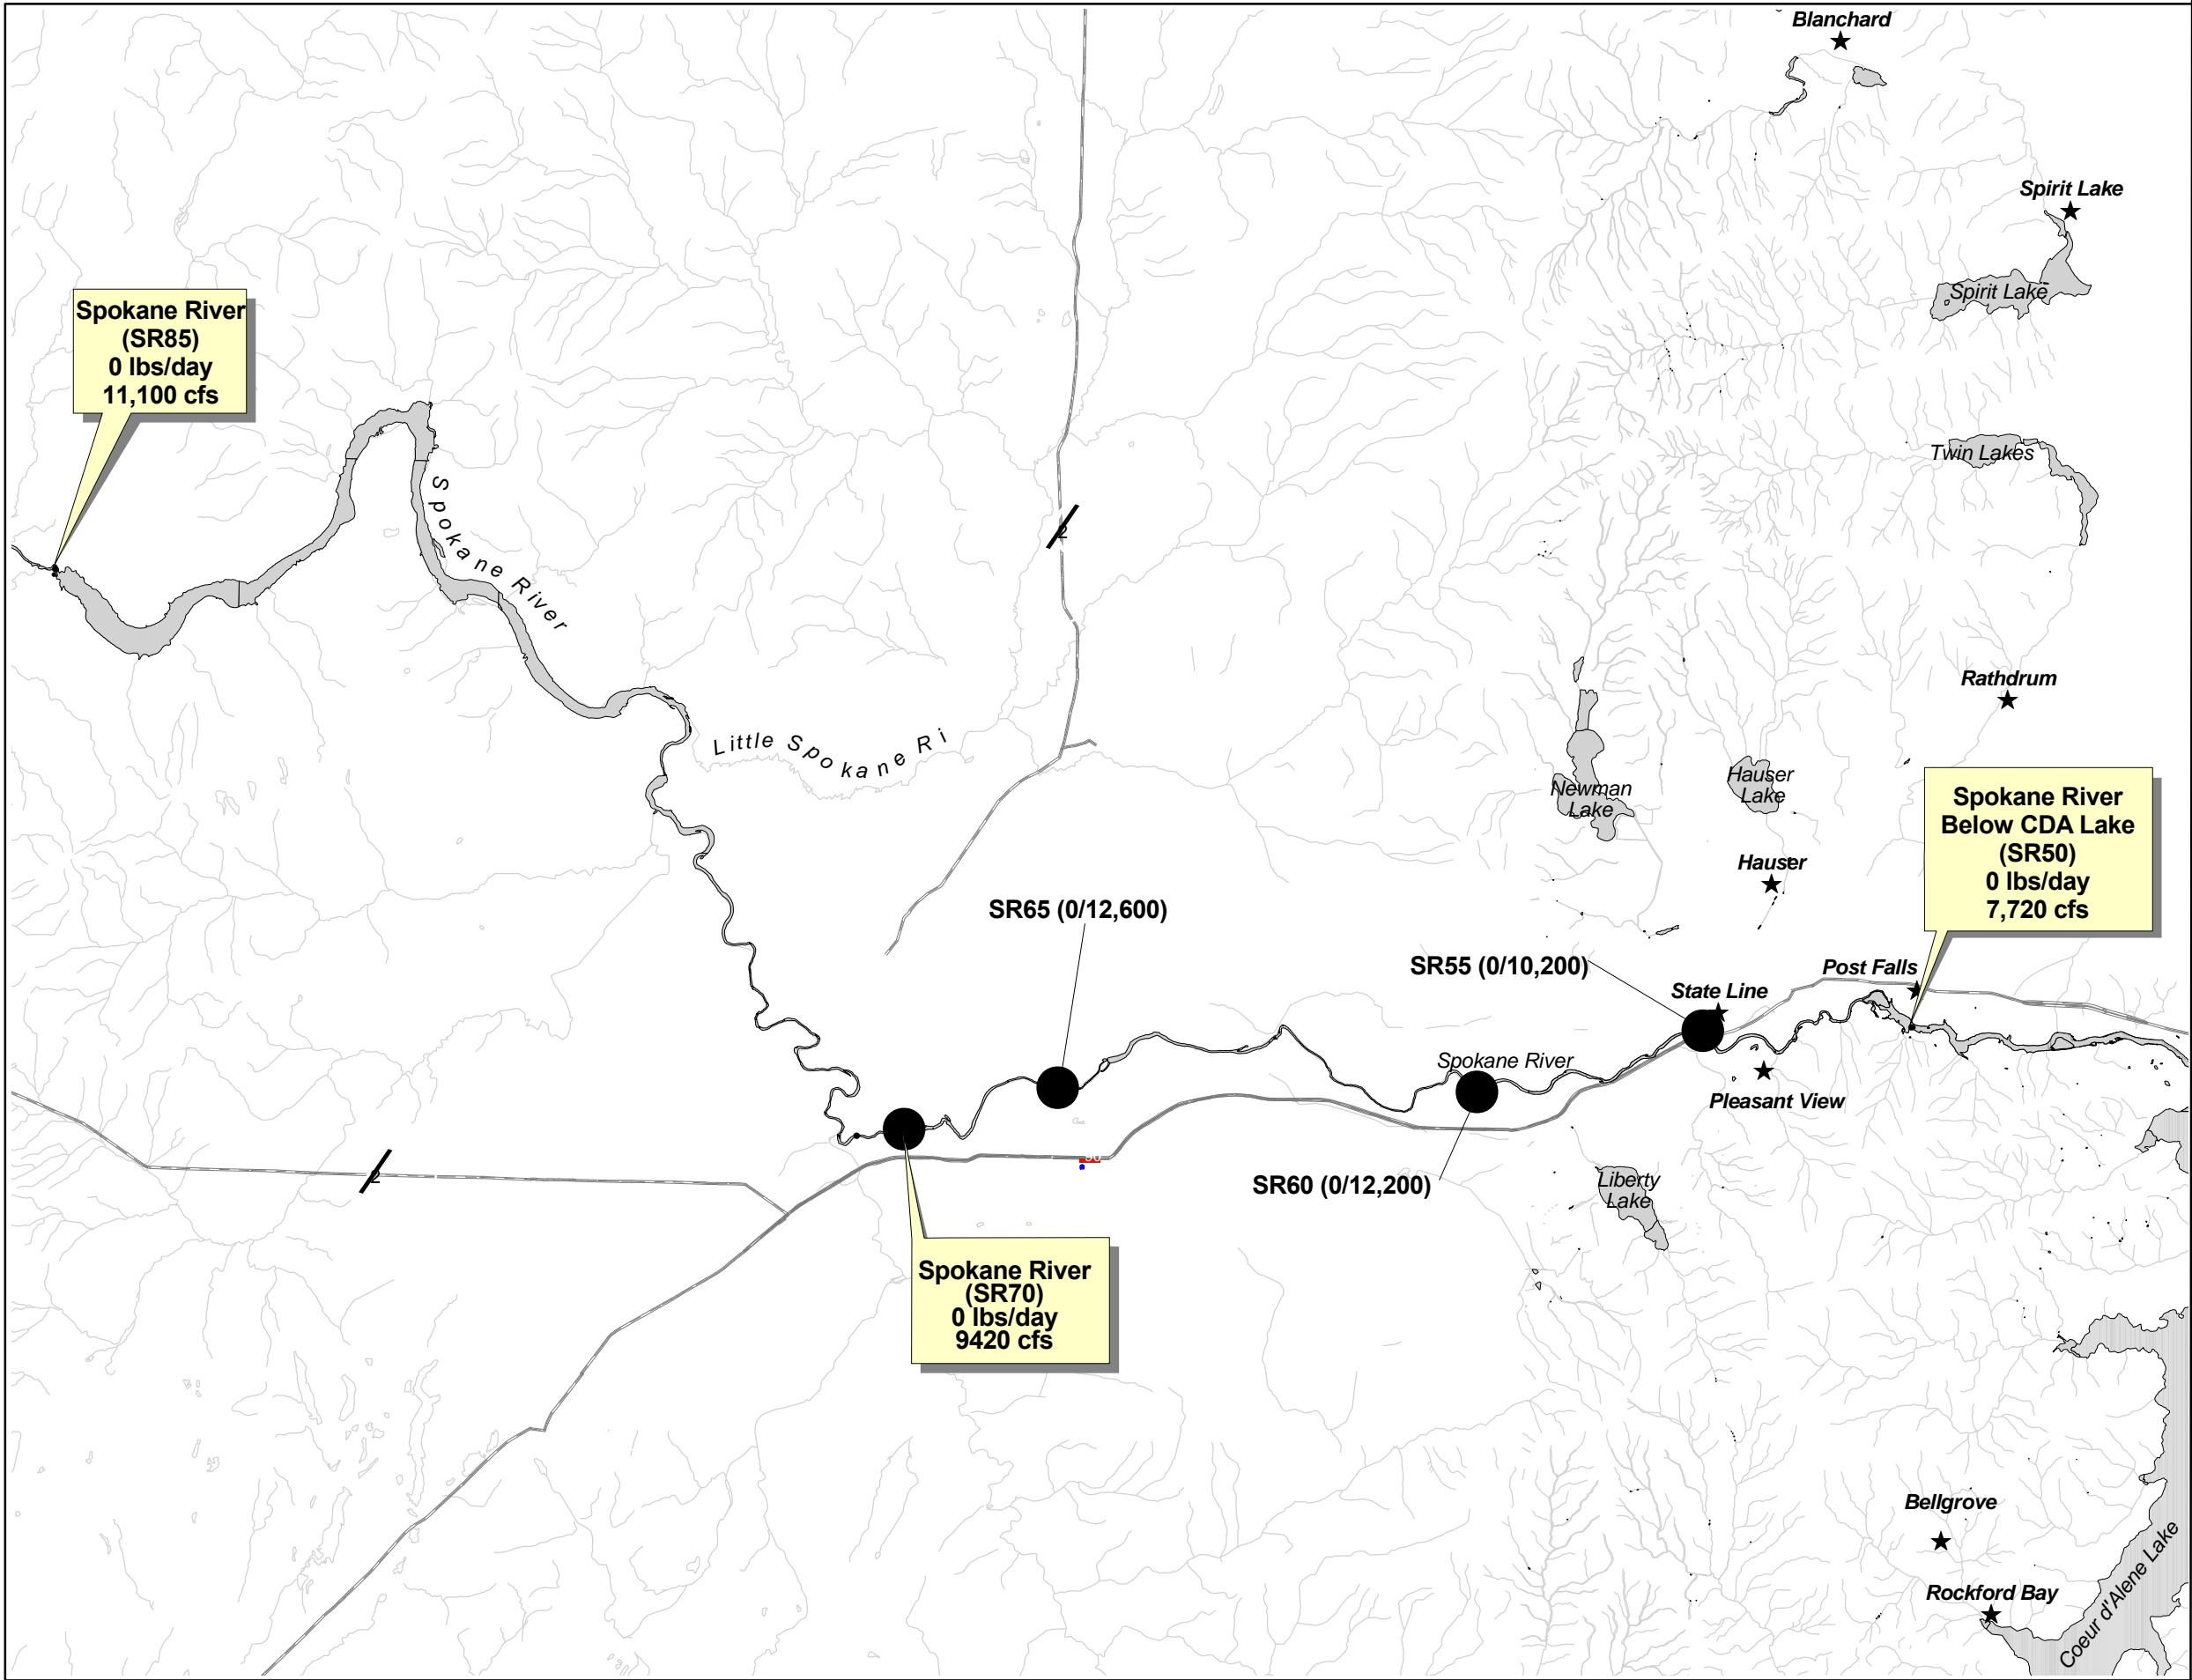 Blanchard
Spirit Lake
Spirit Lake
Spokane River
(SR85)
0 lbs/day
11,100 cfs
Twin Lakes
Spokane River
2
Rathdrum
Little Spokane Ri
Hauser
Lake
Newman
Lake
Spokane River
Below CDA Lake
(SR50)
0 lbs/day
7,720 cfs
Hauser
SR65 (0/12,600)
SR55 (0/10,200)
Post Falls
State Line
Spokane River
Pleasant View
2
SR60 (0/12,200)
Liberty
Lake
Spokane River
(SR70)
0 lbs/day
9420 cfs
Bellgrove
Rockford Bay
Coeur d'Alene Lake